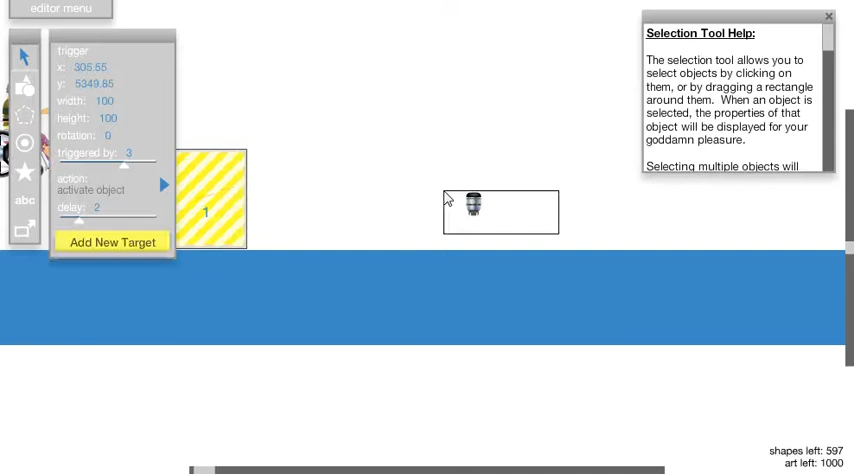 editor menu
trigger
x: 305.55
y: 5349.85
width: 100
height: 100
rotation: 0
triggered by: 3
action:
activate object
delay: 2
Add New Target
abc
1
Selection Tool Help:
The selection tool allows you to
select objects by clicking on
them, or by dragging a rectangle
around them. When an object is
selected, the properties of that
object will be displayed for your
goddamn pleasure.
Selecting multiple objects will
shapes left: 597
art left: 1000